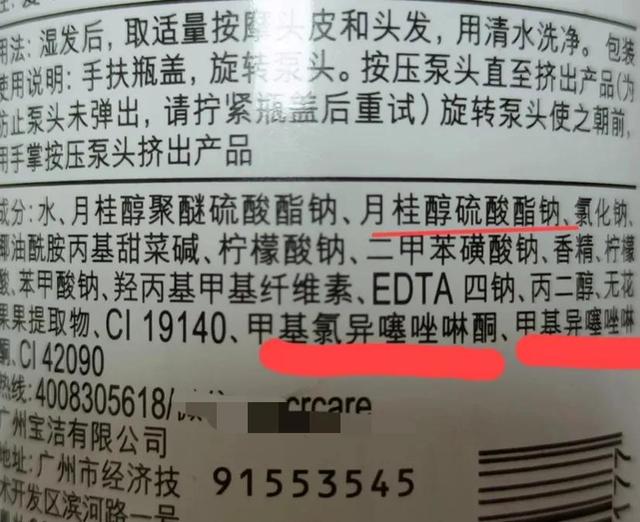 用法: 湿发后, 取适量按摩头皮和头发, 用清水洗净。包装
使用说明: 手扶瓶盖, 旋转泵头。按压泵头直至挤出产品(为
防止泵头未弹出, 请拧紧瓶盖后重试) 旋转泵头使之朝前,
用手掌按压泵头挤出产品
成分: 水、月桂醇聚醚硫酸酯钠、月桂醇硫酸酯钠、氯化钠、
椰油酰胺丙基甜菜碱、柠檬酸钠、二甲苯磺酸钠、香精、柠檬
酸、苯甲酸钠、羟丙基甲基纤维素、EDTA 四钠、丙二醇、无花
果果提取物、CI 19140、甲基氯异噻唑啉酮、甲基异噻唑啉
酮、CI 42090
热线: 4008305618/
crcare
广州宝洁有限公司
地址: 广州市经济技
术开发区滨河路一号
91553545